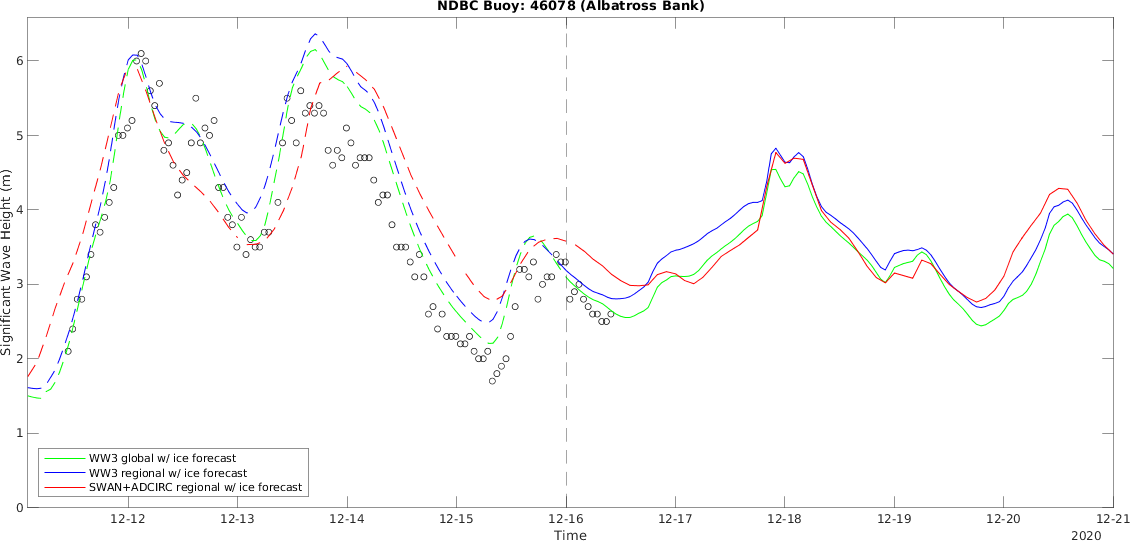 NDBC Buoy: 46078 (Albatross Bank)
Significant Wave Height (m)
6
5
4
3
2
1
0
WW3 global w/ ice forecast
WW3 regional w/ ice forecast
SWAN+ADCIRC regional w/ ice forecast
12-12 12-13 12-14 12-15 12-16 12-17 12-18 12-19 12-20 12-21
Time
2020